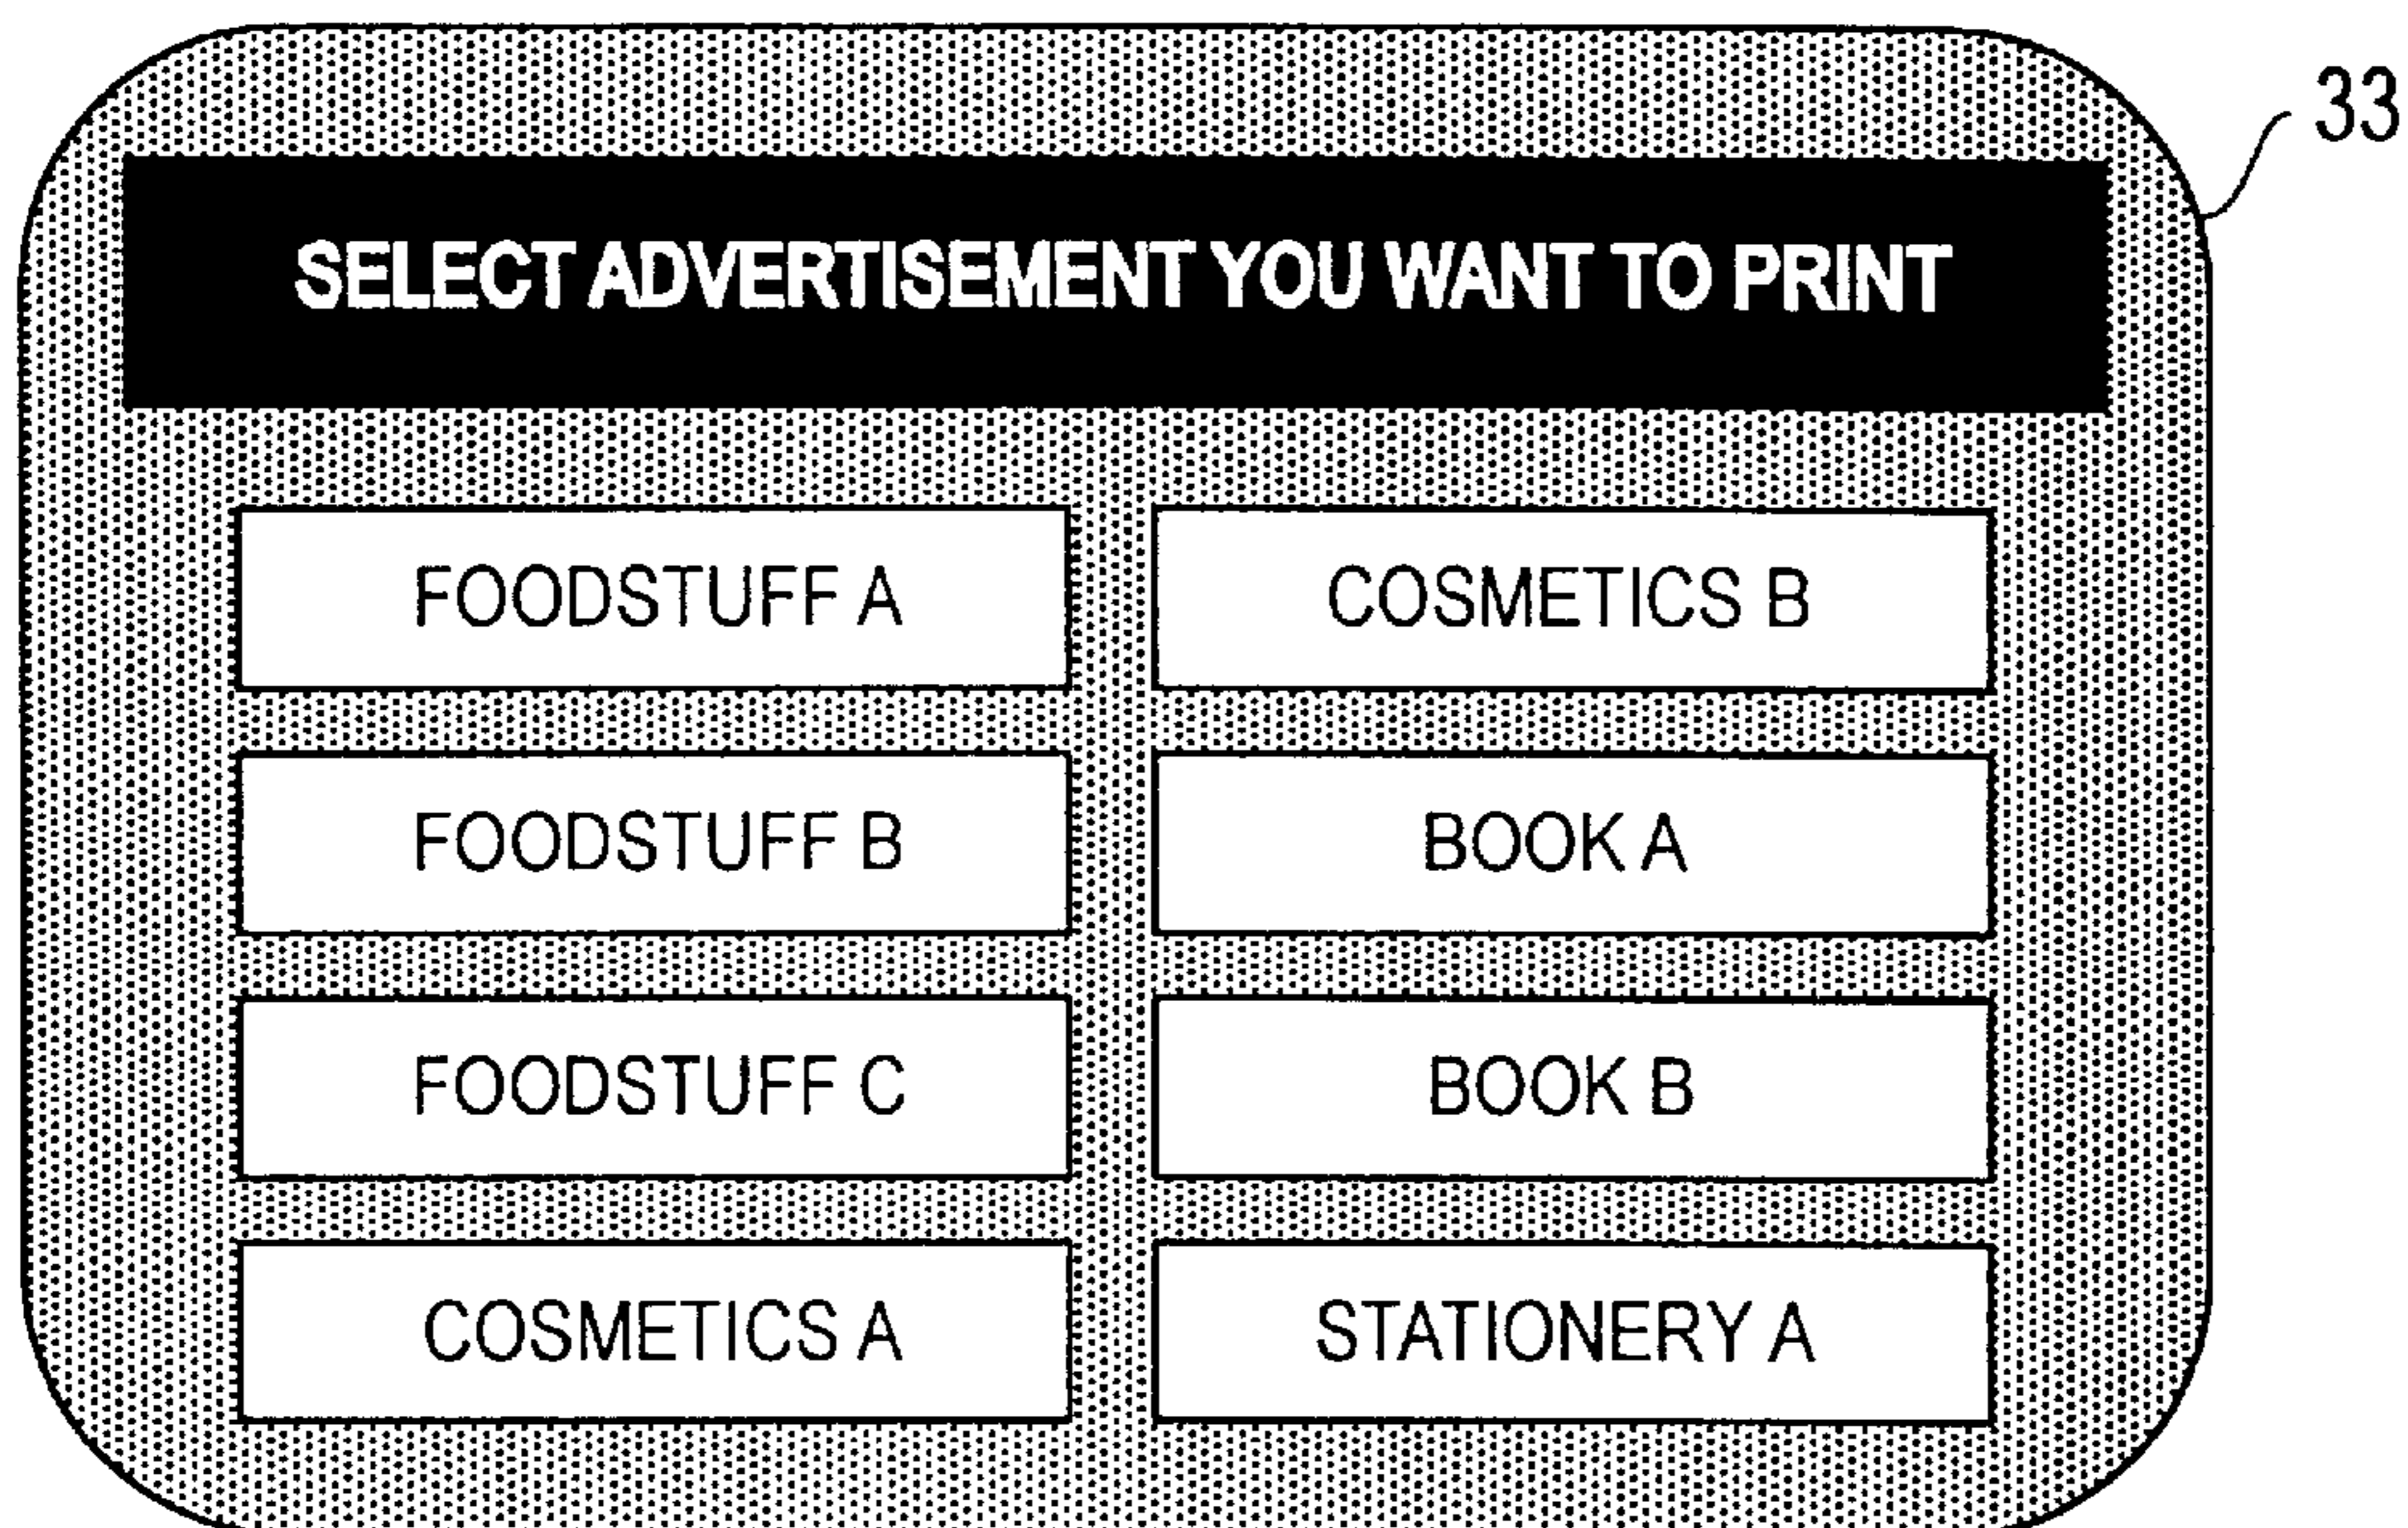 33
SELECT ADVERTISEMENT YOU WANT TO PRINT
FOODSTUFF A
COSMETICS B
FOODSTUFF B
BOOK A
FOODSTUFF C
BOOK B
COSMETICS A
STATIONERY A